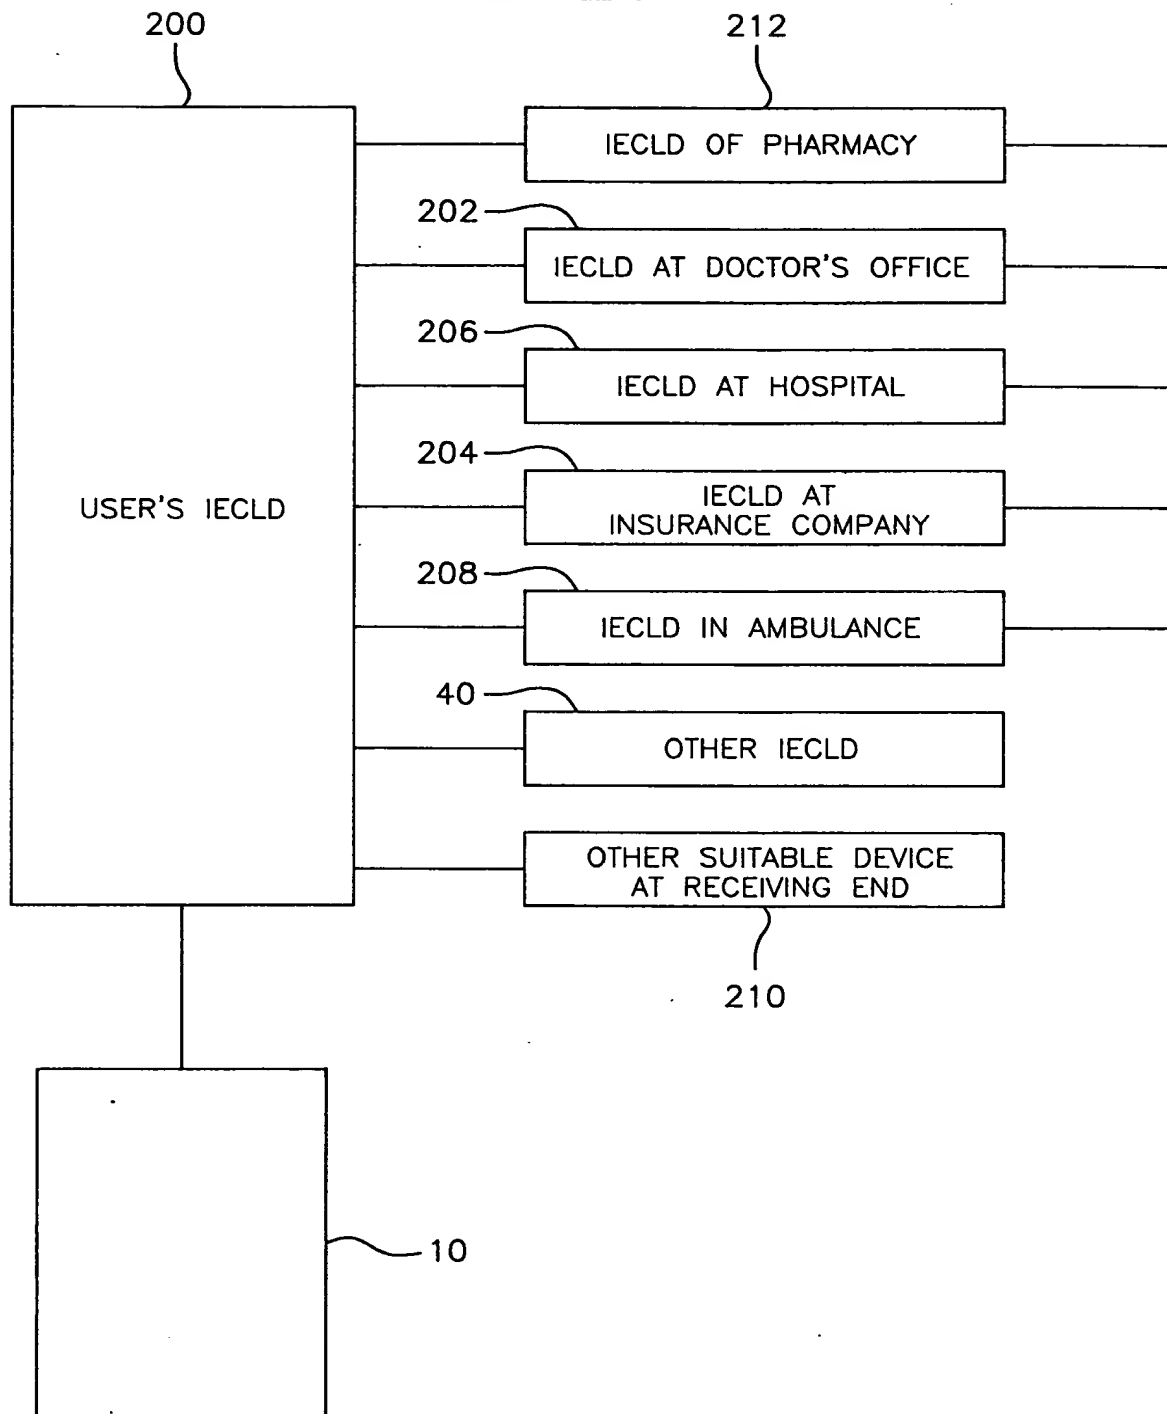 200
212
IECLD OF PHARMACY
202
IECLD AT DOCTOR'S OFFICE
206
IECLD AT HOSPITAL
204
IECLD AT
INSURANCE COMPANY
USER'S IECLD
208
IECLD IN AMBULANCE
40
OTHER IECLD
OTHER SUITABLE DEVICE
AT RECEIVING END
210
10